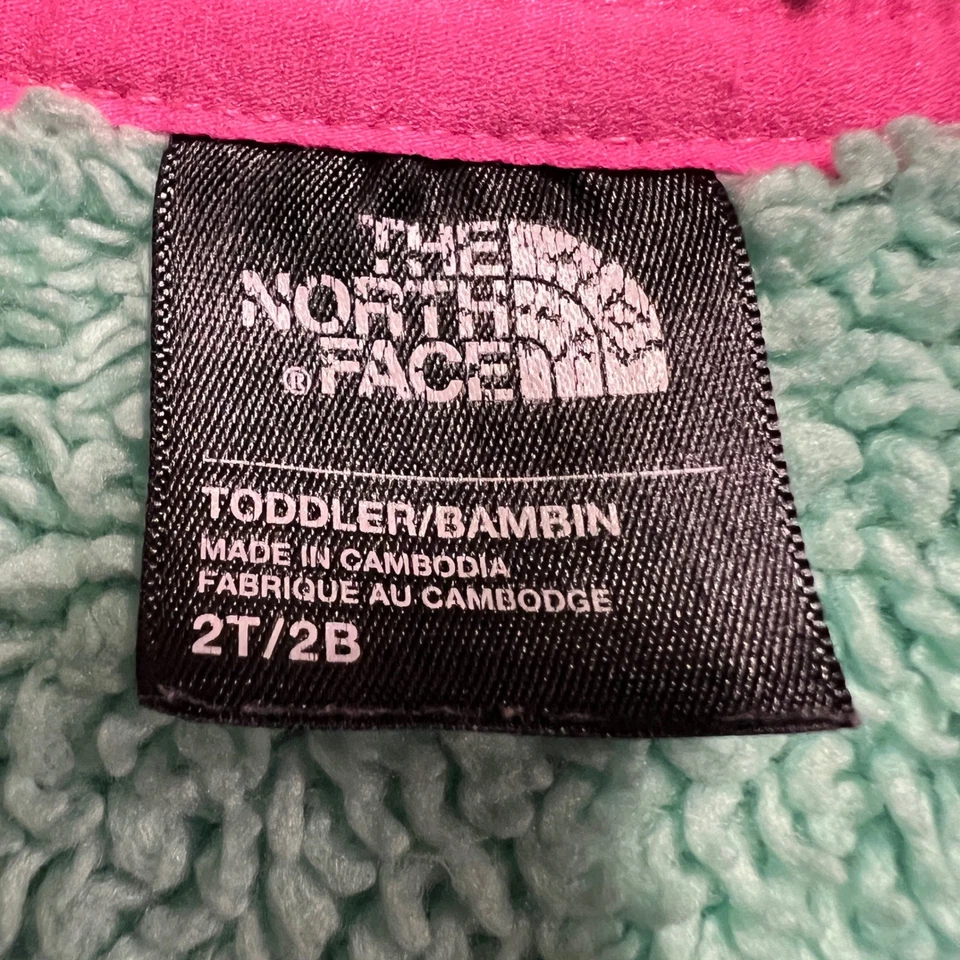 THE
NORTH
® FACE
TODDLER/BAMBIN
MADE IN CAMBODIA
FABRIQUE AU CAMBODGE
2T/2B